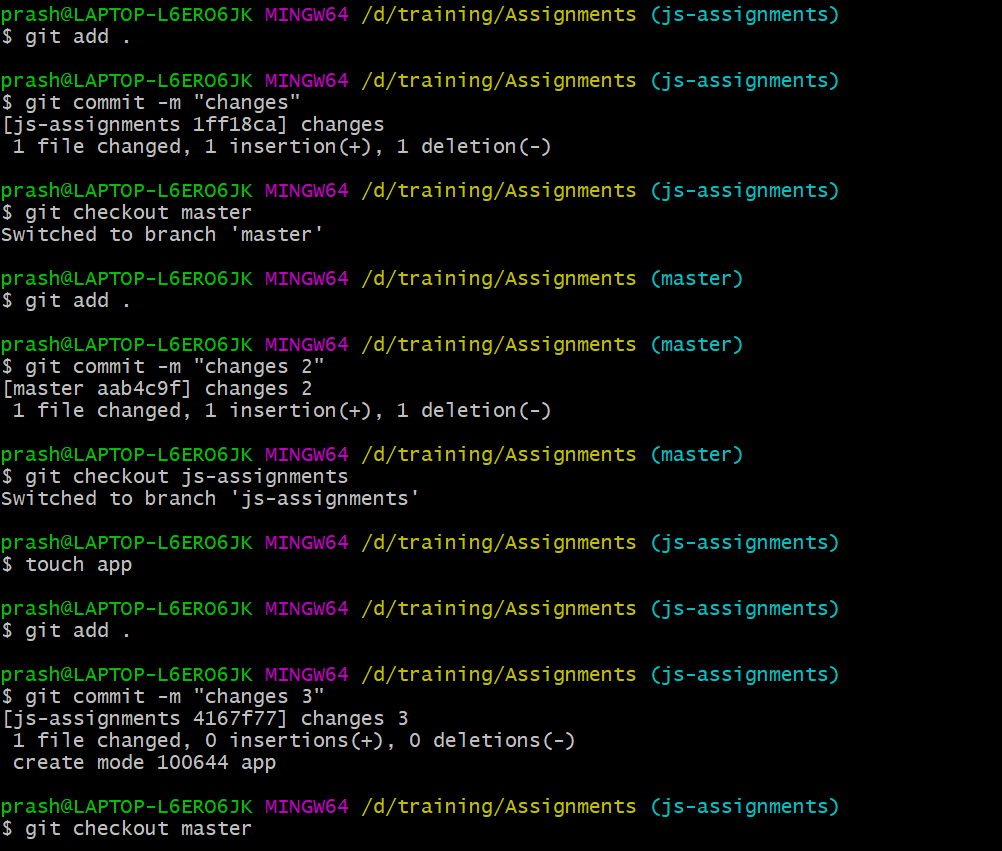 prash@LAPTOP-L6ERO6JK MINGW64 /d/training/Assignments (js-assignments)
$ git add .
prash@LAPTOP-L6ERO6JK MINGW64 /d/training/Assignments (js-assignments)
$ git commit -m "changes"
[js-assignments 1ff18ca] changes
1 file changed, 1 insertion(+), 1 deletion(-)
prash@LAPTOP-L6ERO6JK MINGW64 /d/training/Assignments (js-assignments)
$ git checkout master
Switched to branch 'master'
prash@LAPTOP-L6ERO6JK MINGW64 /d/training/Assignments (master)
$ git add .
prash@LAPTOP-L6ERO6JK MINGW64 /d/training/Assignments (master)
$ git commit -m "changes 2"
[master aab4c9f] changes 2
1 file changed, 1 insertion(+), 1 deletion(-)
prash@LAPTOP-L6ERO6JK MINGW64 /d/training/Assignments (master)
$ git checkout js-assignments
Switched to branch 'js-assignments'
prash@LAPTOP-L6ERO6JK MINGW64 /d/training/Assignments (js-assignments)
$ touch app
prash@LAPTOP-L6ERO6JK MINGW64 /d/training/Assignments (js-assignments)
$ git add .
prash@LAPTOP-L6ERO6JK MINGW64 /d/training/Assignments (js-assignments)
$ git commit -m "changes 3"
[js-assignments 4167f77] changes 3
1 file changed, 0 insertions(+), 0 deletions(-)
create mode 100644 app
prash@LAPTOP-L6ERO6JK MINGW64 /d/training/Assignments (js-assignments)
$ git checkout master